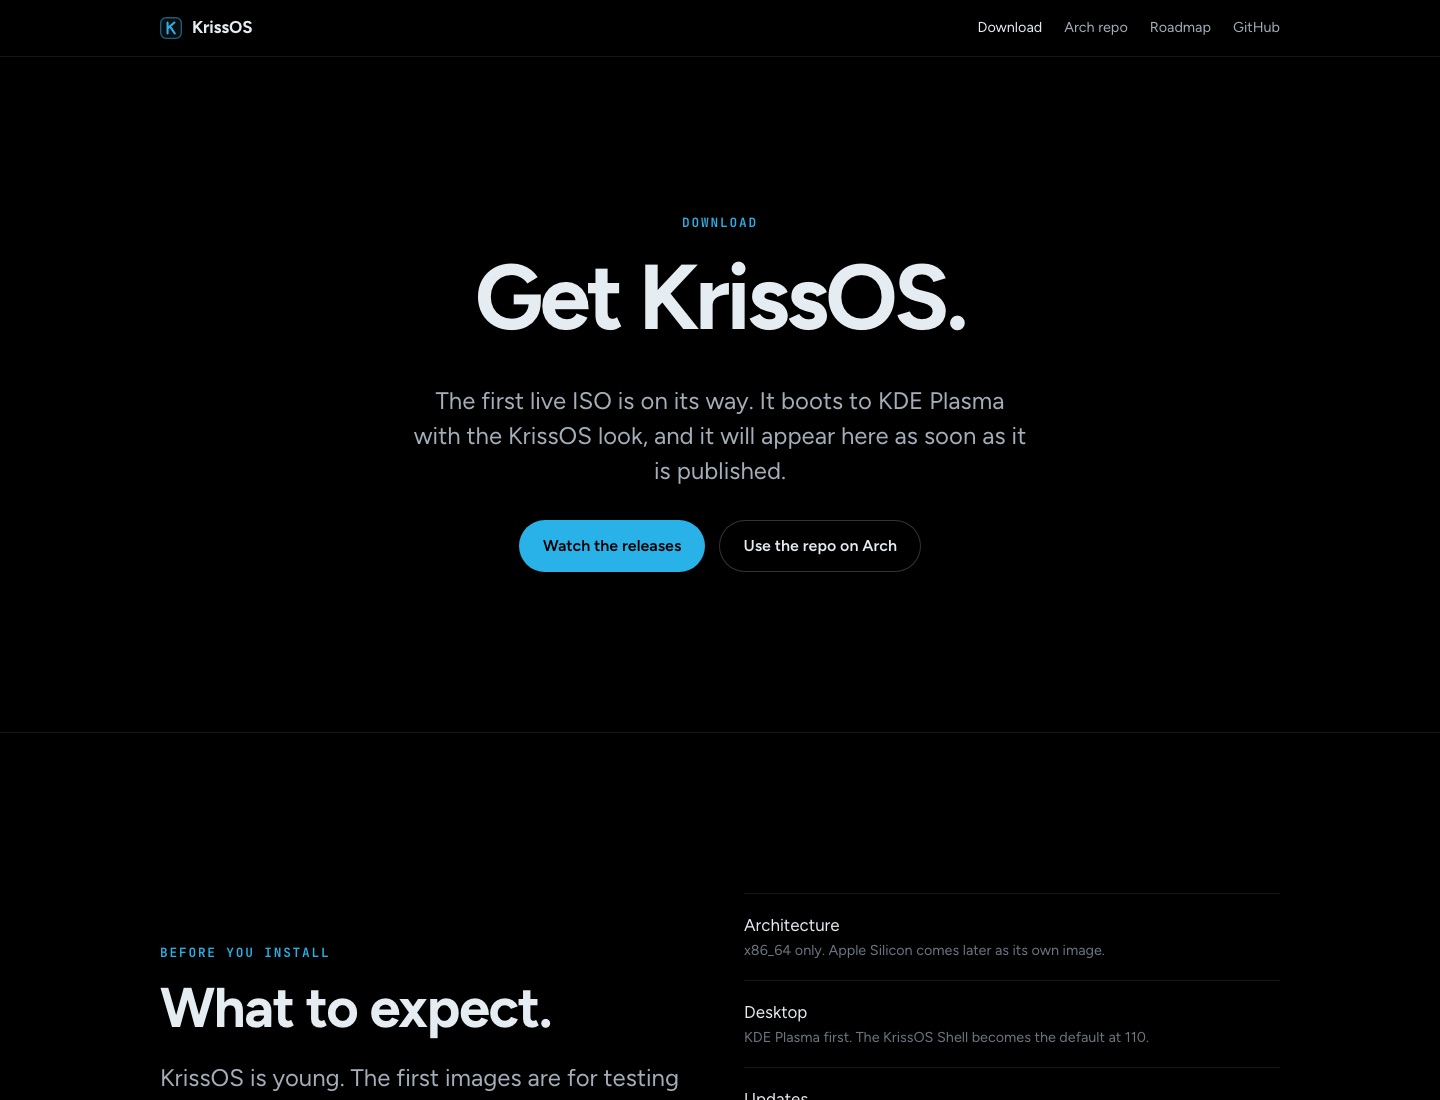 K KrissOS
Download Arch repo Roadmap GitHub
DOWNLOAD
Get KrissOS.
The first live ISO is on its way. It boots to KDE Plasma
with the KrissOS look, and it will appear here as soon as it
is published.
Watch the releases
Use the repo on Arch
BEFORE YOU INSTALL
What to expect.
KrissOS is young. The first images are for testing
Architecture
x86_64 only. Apple Silicon comes later as its own image.
Desktop
KDE Plasma first. The KrissOS Shell becomes the default at 110.
Updates